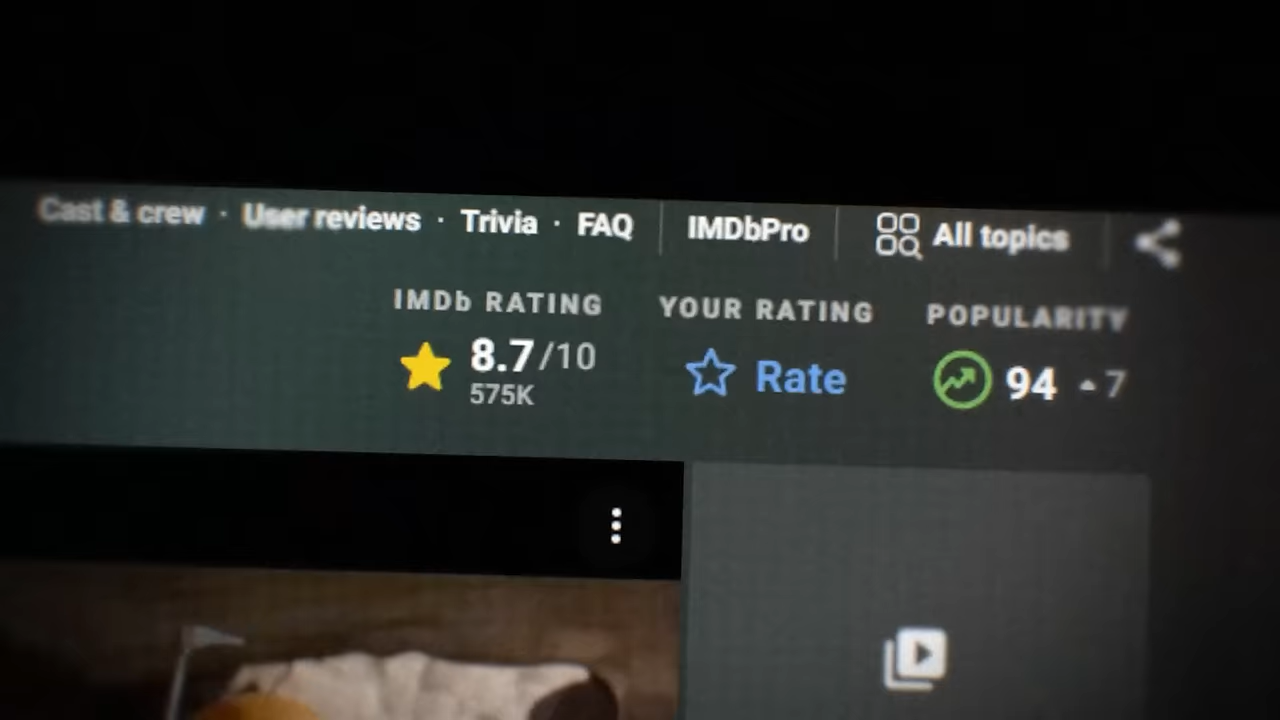 Cast & crew · User reviews · Trivia · FAQ IMDbPro All topics
IMDb RATING YOUR RATING POPULARITY
8.7/10 Rate 94 7
575K